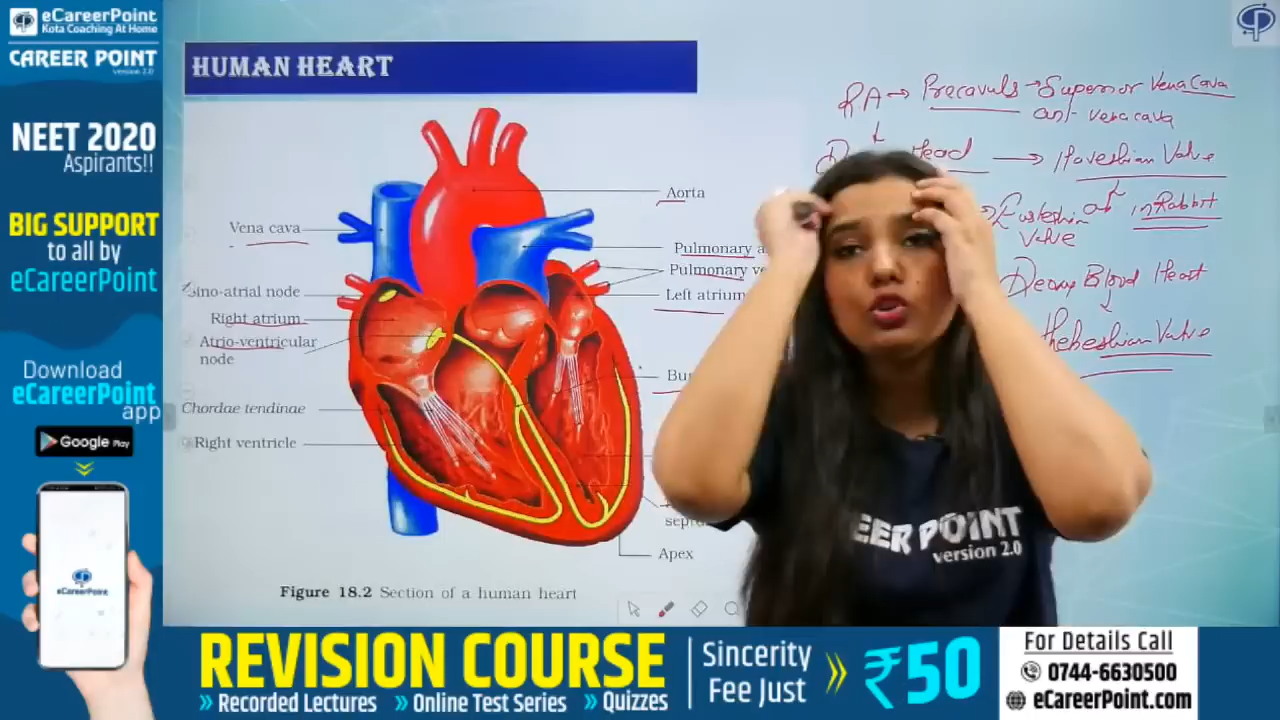 eCareerPoint
Kota Coaching At Home
CAREER POINT
version 2.0
NEET 2020
Aspirants!!
BIG SUPPORT
to all by
eCareerPoint
Download
eCareerPoint
app
Google Play
eCareerPoint
HUMAN HEART
Vena cava
Sino-atrial node
Right atrium
Atrio-ventricular
node
Chordae tendinae
Right ventricle
Aorta
Pulmonary a
Pulmonary ve
Left atrium
Bun
septu
Apex
Figure 18.2 Section of a human heart
RA → Precavals → Superior Vena Cava
ant- vena cava
Head → Haveshian Valve
Eustachian
Valve
in Rabbit
Deoxy Blood Heart
thebeshian Valve
EER POINT
version 2.0
REVISION COURSE
» Recorded Lectures » Online Test Series » Quizzes
Sincerity
Fee Just
» ₹50
For Details Call
0744-6630500
eCareerPoint.com